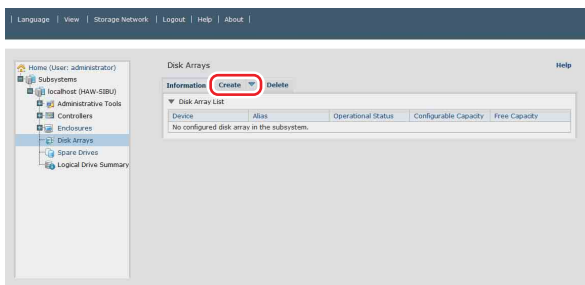 | Language | View | Storage Network | Logout | Help | About |
Home (User: administrator)
Subsystems
localhost (HAW-SIBU)
Administrative Tools
Controllers
Enclosures
Disk Arrays
Spare Drives
Logical Drive Summary
Disk Arrays Help
Information Create Delete
Disk Array List
Device Alias Operational Status Configurable Capacity Free Capacity
No configured disk array in the subsystem.